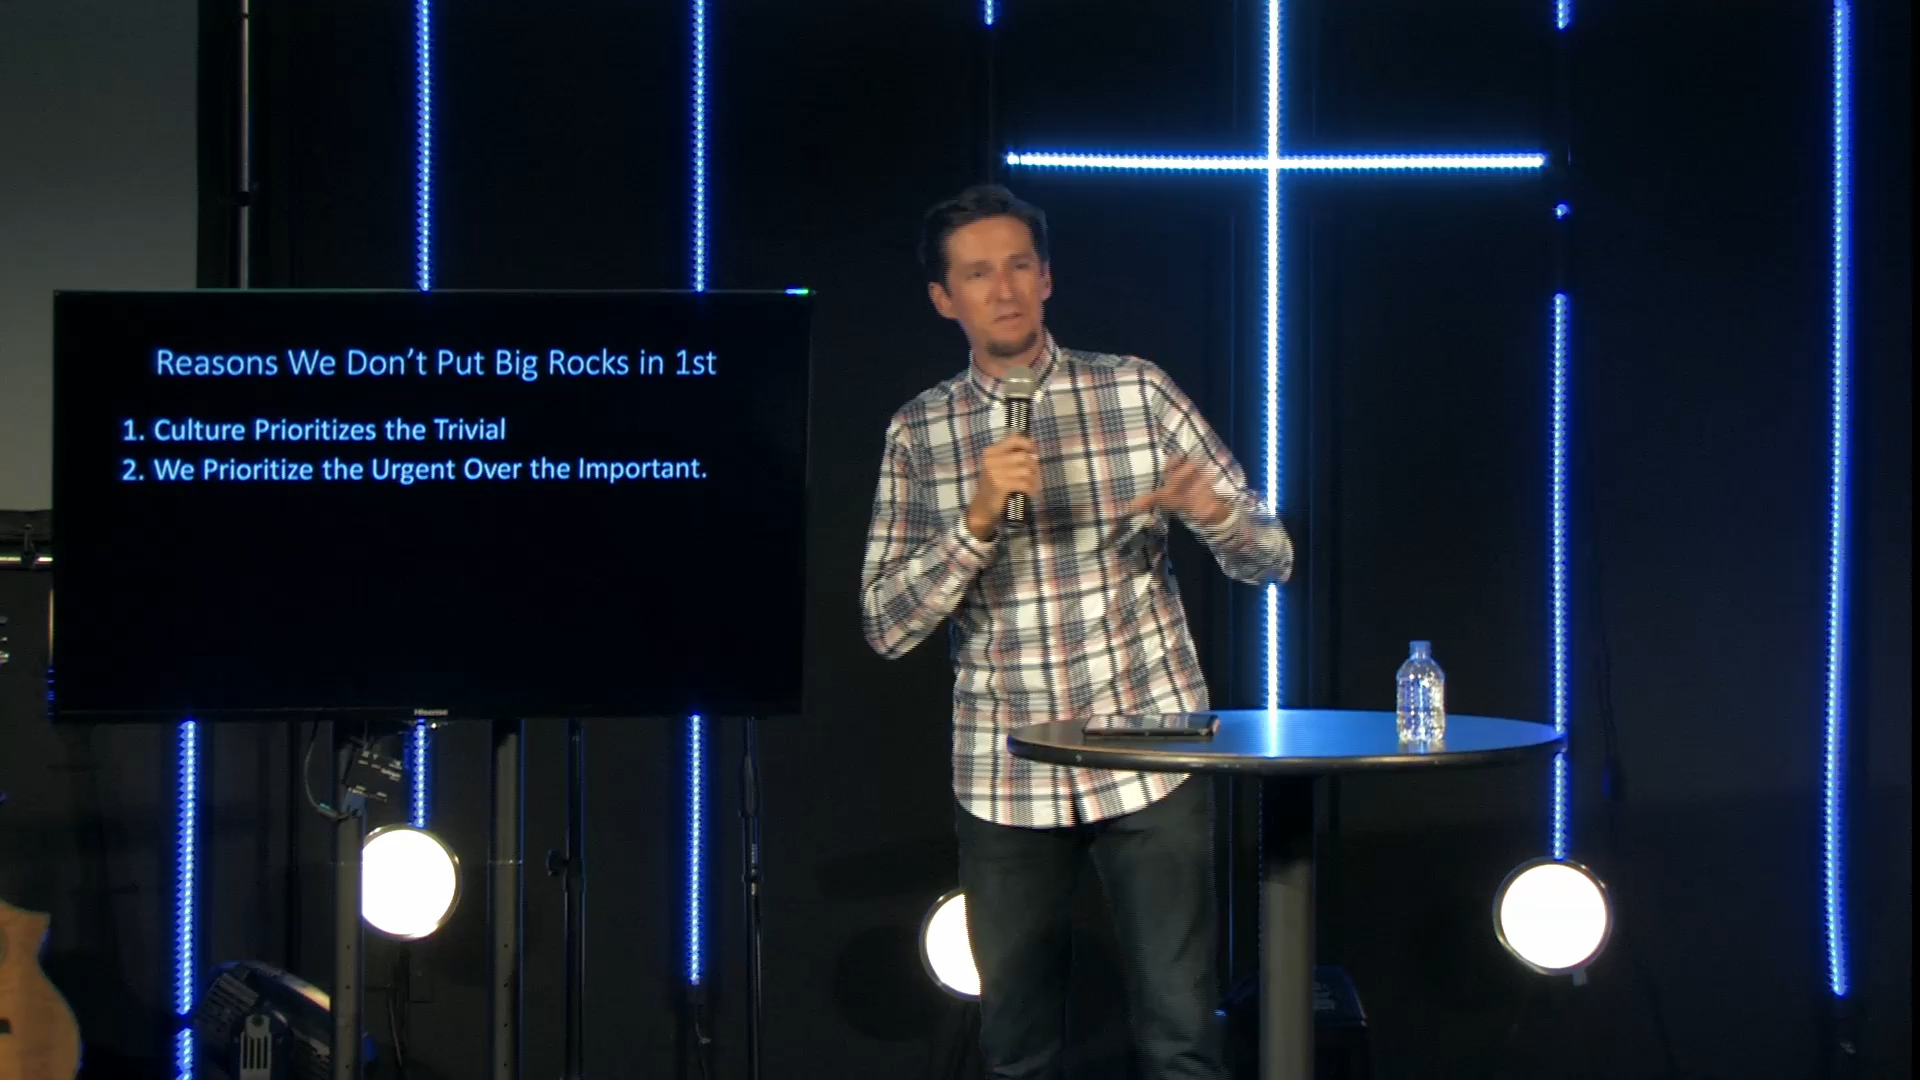 Reasons We Don't Put Big Rocks in 1st
1. Culture Prioritizes the Trivial
2. We Prioritize the Urgent Over the Important.
Hisense